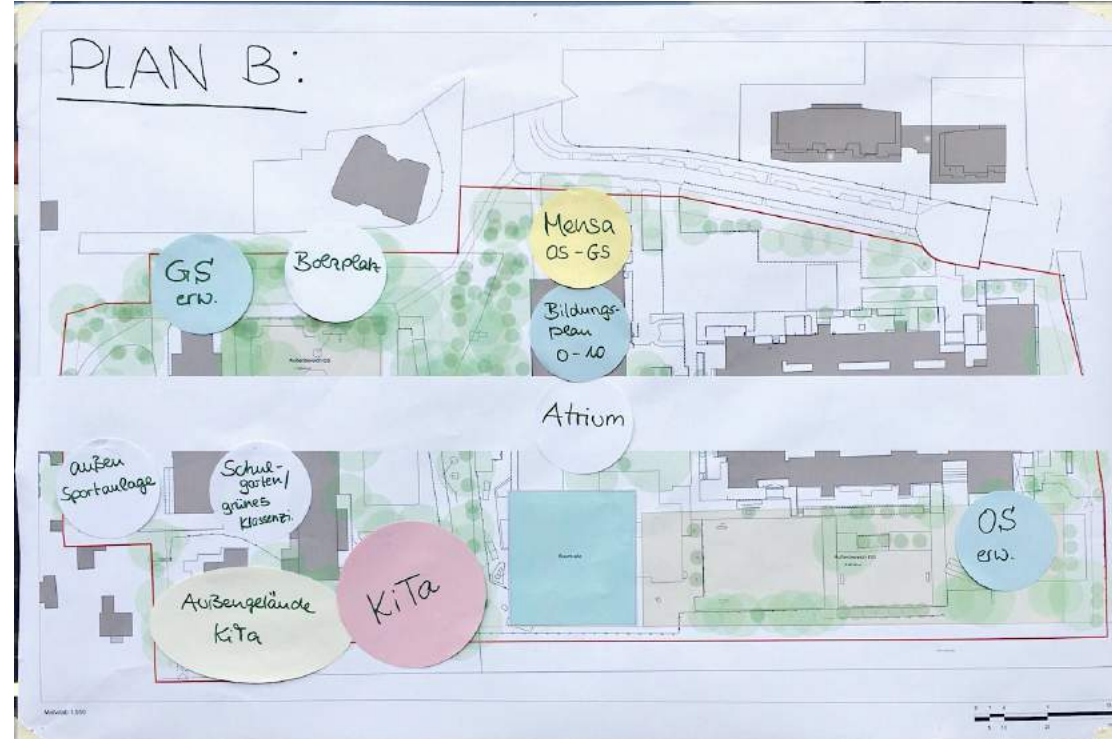 PLAN B:
GS
erw.
Bolzplatz
Mensa
OS-GS
Bildungs-
plan
0-10
Atrium
außen
Sportanlage
Schul-
garten/
grünes
Klassenzi.
Außengelände
KiTa
KiTa
OS
erw.